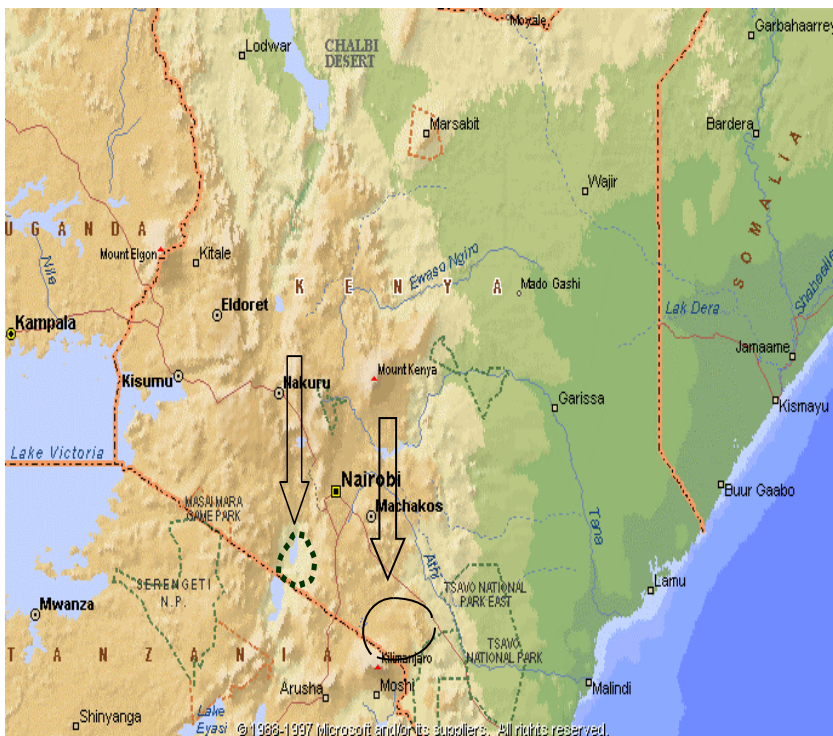 Moyale
Garbahaarrey
Lodwar
CHALBI
DESERT
Marsabit
Bardera
Wajir
SOMALIA
UGANDA
Mount Elgon
Kitale
Nile
KENYA
Ewaso Ngiro
Mado Gashi
Shabeelle
Eldoret
Lak Dera
Kampala
Jamaame
Mount Kenya
Kisumu
Nakuru
Garissa
Kismayu
Lake Victoria
Nairobi
Buur Gaabo
MASAI MARA
GAME PARK
Machakos
Tana
Athi
SERENGETI
N.P.
TSAVO NATIONAL
PARK EAST
Lamu
Mwanza
TSAVO
NATIONAL PARK
TANZANIA
Kilimanjaro
Arusha
Moshi
Malindi
Shinyanga
Lake
Eyasi
© 1988-1997 Microsoft and/or its suppliers. All rights reserved.